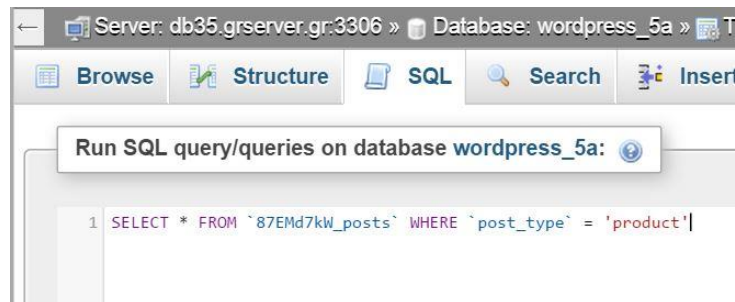 ← Server: db35.grserver.gr:3306 » Database: wordpress_5a » T
Browse Structure SQL Search Insert
Run SQL query/queries on database wordpress_5a:
1 SELECT * FROM `87EMd7kW_posts` WHERE `post_type` = 'product'